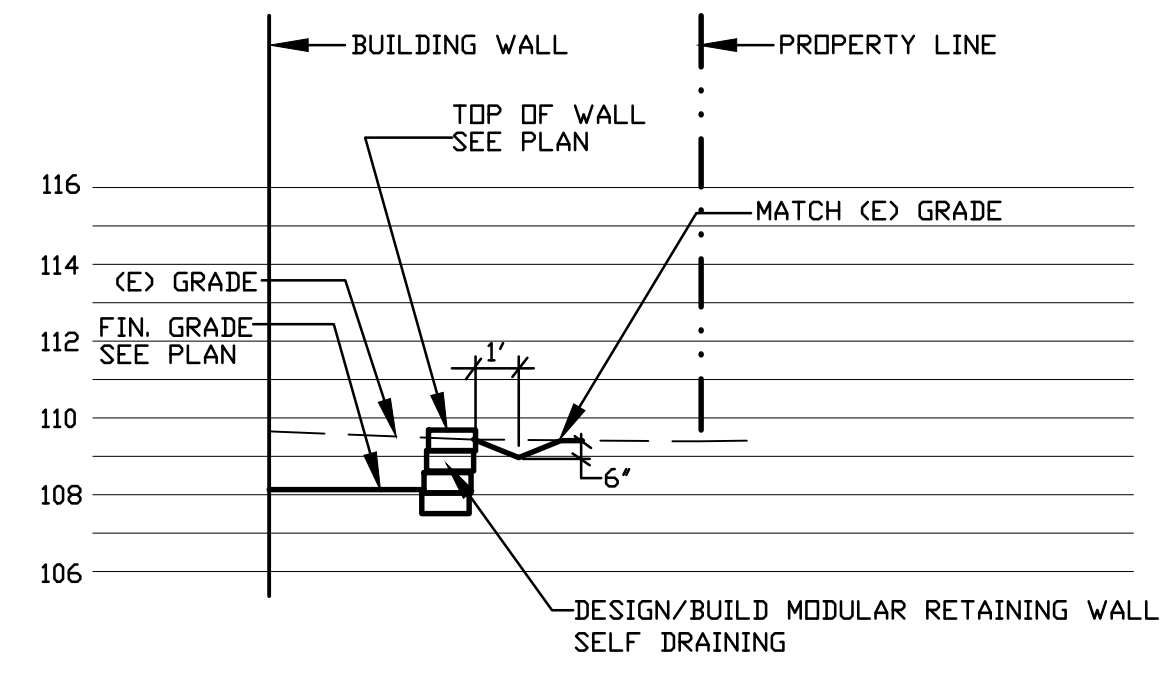 BUILDING WALL
PROPERTY LINE
TOP OF WALL
SEE PLAN
116
MATCH (E) GRADE
114
(E) GRADE
FIN. GRADE
SEE PLAN
112
1'
110
6"
108
106
DESIGN/BUILD MODULAR RETAINING WALL
SELF DRAINING